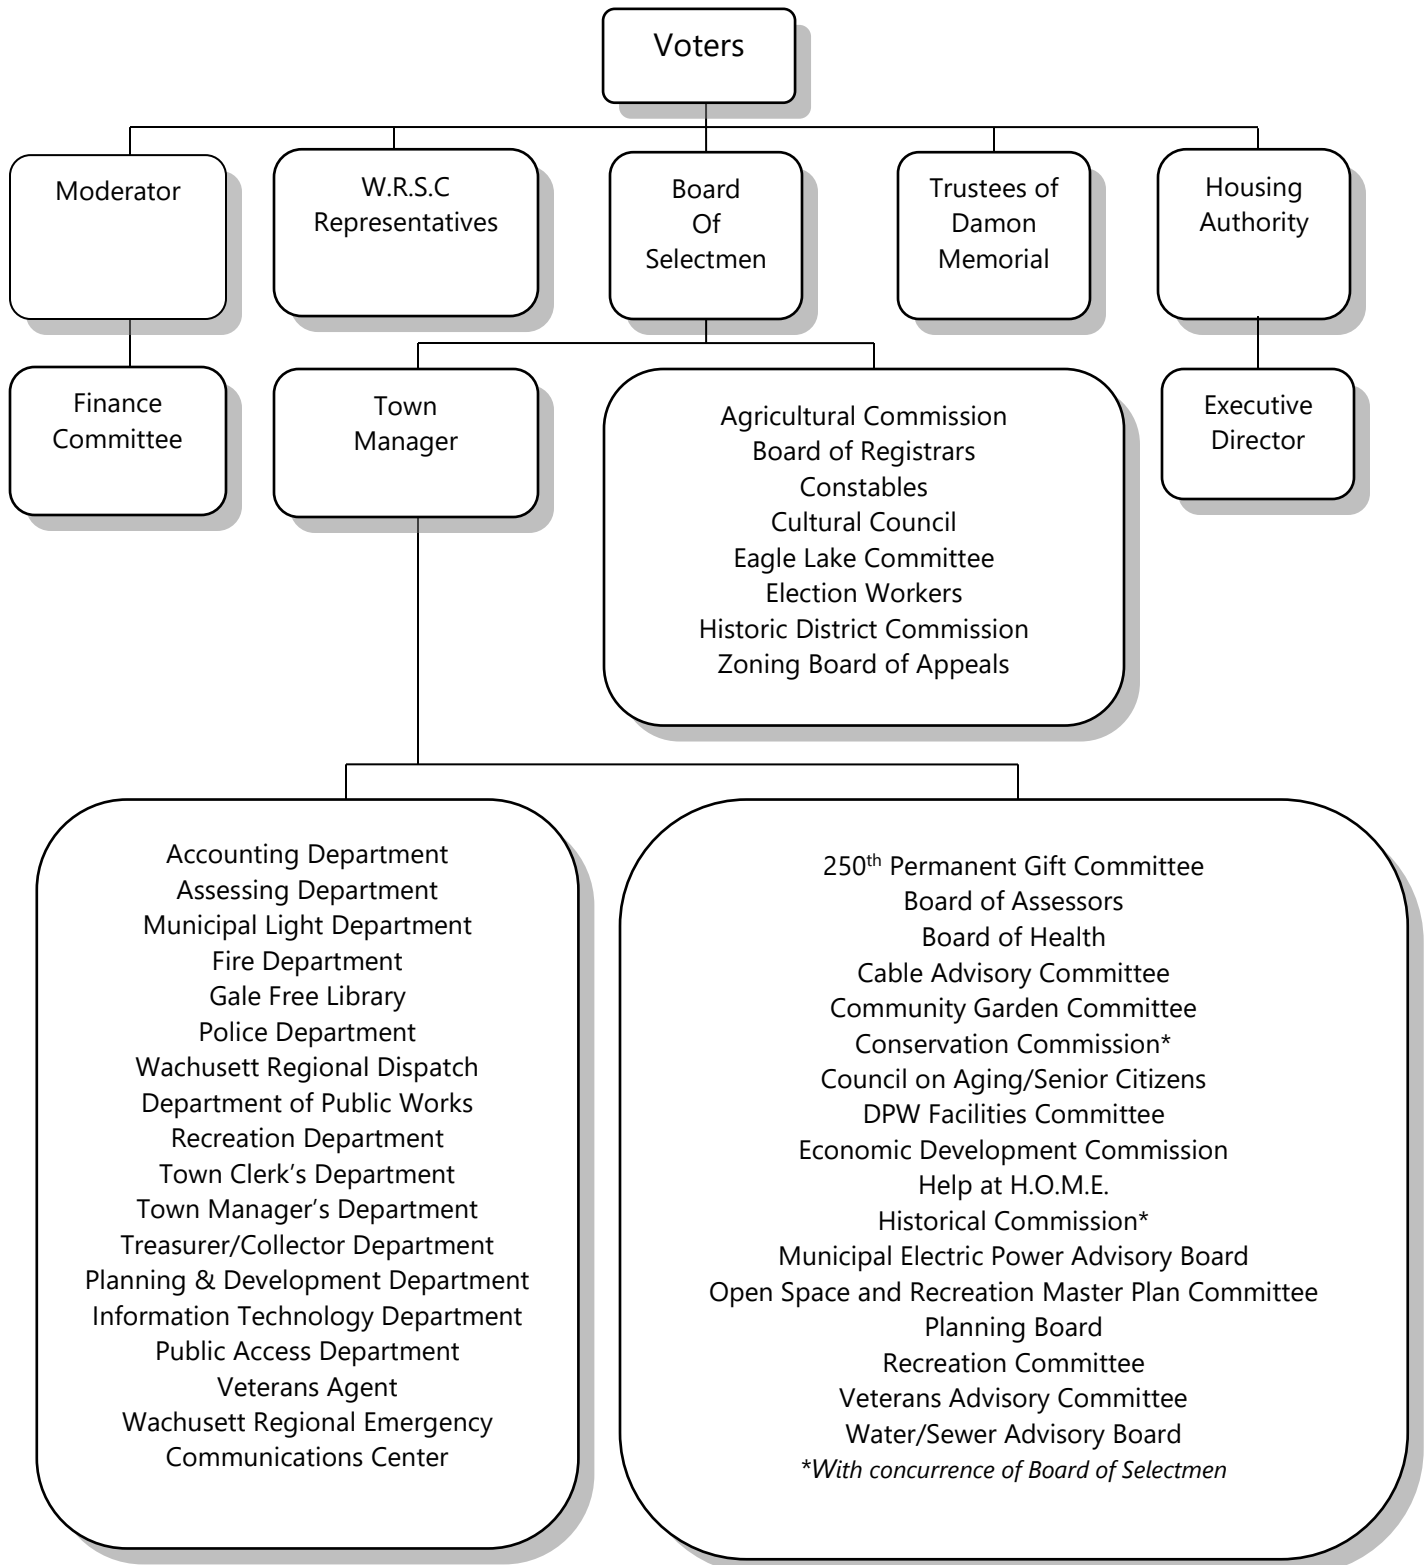 Voters
Moderator
W.R.S.C
Representatives
Board
Of
Selectmen
Trustees of
Damon
Memorial
Housing
Authority
Finance
Committee
Town
Manager
Agricultural Commission
Board of Registrars
Constables
Cultural Council
Eagle Lake Committee
Election Workers
Historic District Commission
Zoning Board of Appeals
Executive
Director
Accounting Department
Assessing Department
Municipal Light Department
Fire Department
Gale Free Library
Police Department
Wachusett Regional Dispatch
Department of Public Works
Recreation Department
Town Clerk’s Department
Town Manager’s Department
Treasurer/Collector Department
Planning & Development Department
Information Technology Department
Public Access Department
Veterans Agent
Wachusett Regional Emergency
Communications Center
250th Permanent Gift Committee
Board of Assessors
Board of Health
Cable Advisory Committee
Community Garden Committee
Conservation Commission*
Council on Aging/Senior Citizens
DPW Facilities Committee
Economic Development Commission
Help at H.O.M.E.
Historical Commission*
Municipal Electric Power Advisory Board
Open Space and Recreation Master Plan Committee
Planning Board
Recreation Committee
Veterans Advisory Committee
Water/Sewer Advisory Board
*With concurrence of Board of Selectmen